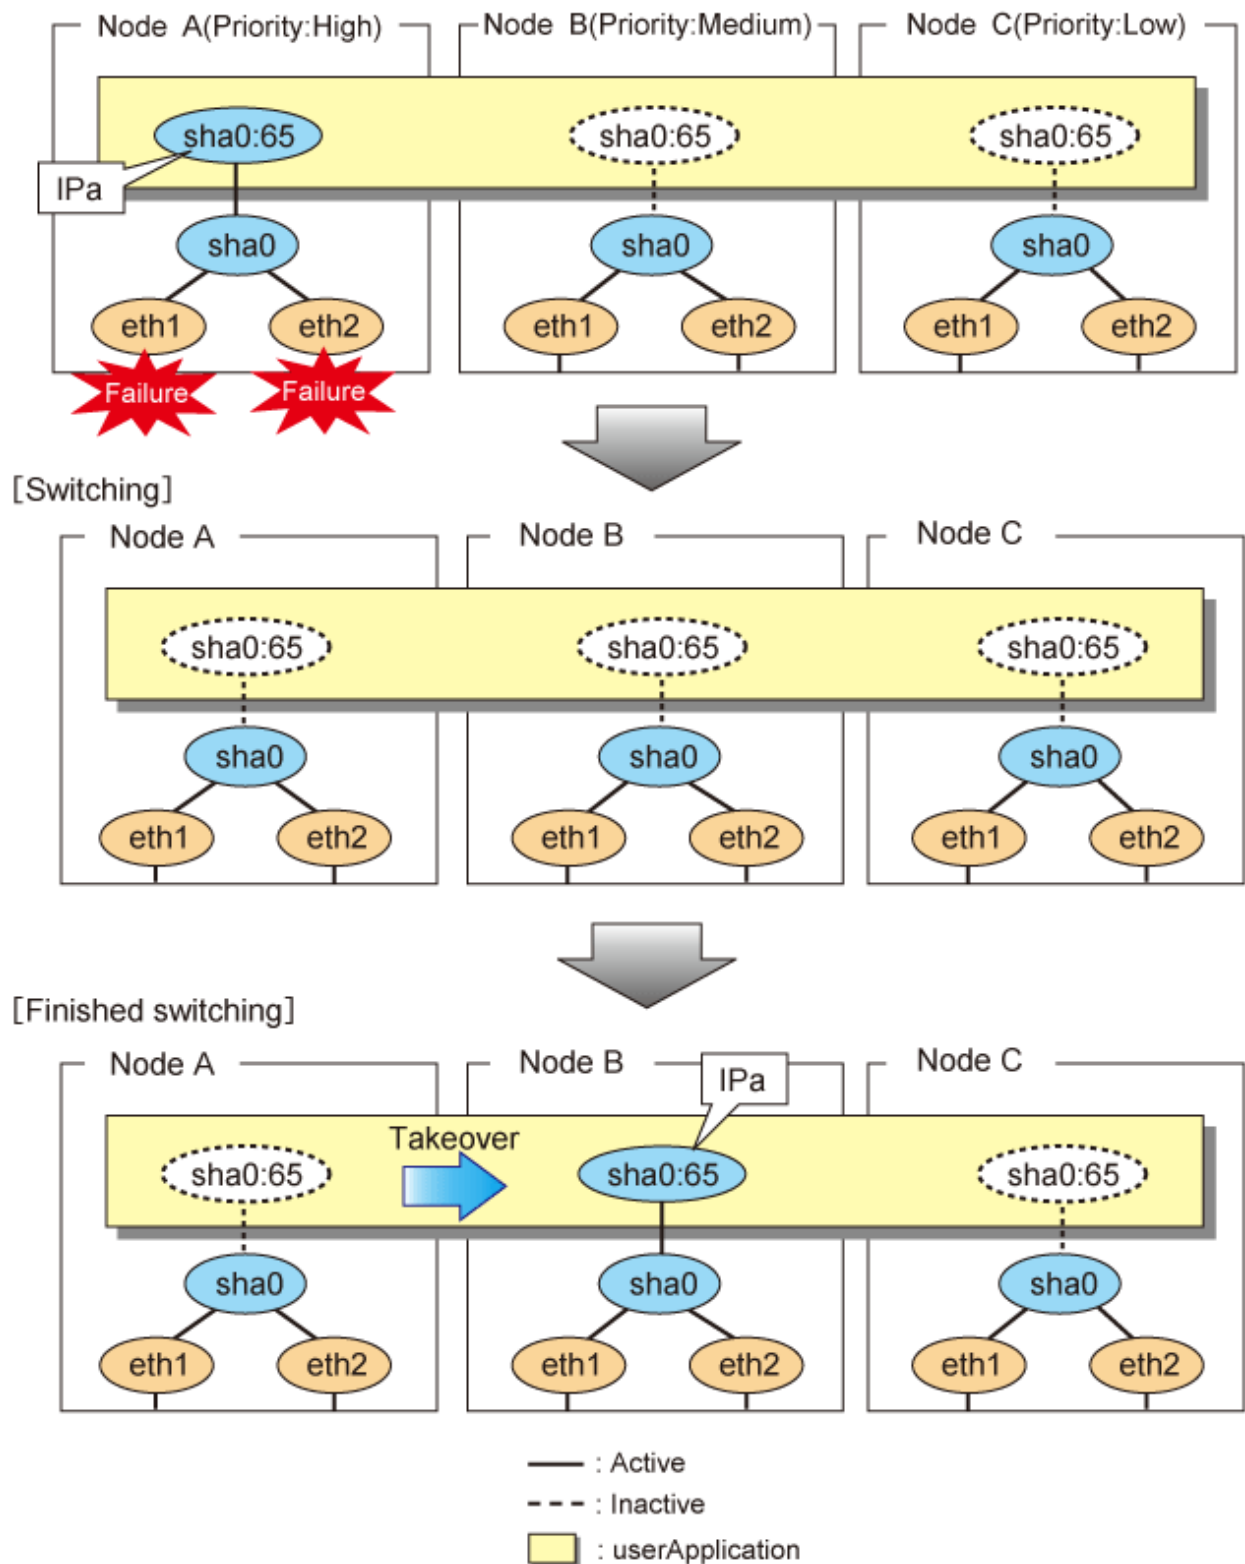 Node A(Priority:High) Node B(Priority:Medium) Node C(Priority:Low)
sha0:65 sha0:65 sha0:65
IPa
sha0 sha0 sha0
eth1 eth2 eth1 eth2 eth1 eth2
Failure Failure
[Switching]
Node A Node B Node C
sha0:65 sha0:65 sha0:65
sha0 sha0 sha0
eth1 eth2 eth1 eth2 eth1 eth2
[Finished switching]
Node A Node B Node C
IPa
Takeover
sha0:65 sha0:65 sha0:65
sha0 sha0 sha0
eth1 eth2 eth1 eth2 eth1 eth2
: Active
: Inactive
: userApplication